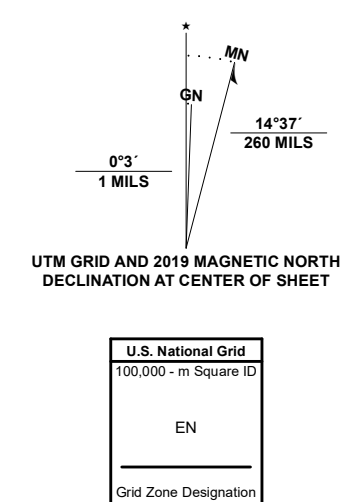 MN
GN
14°37´
260 MILS
0°3´
1 MILS
UTM GRID AND 2019 MAGNETIC NORTH
DECLINATION AT CENTER OF SHEET
U.S. National Grid
100,000 - m Square ID
EN
Grid Zone Designation